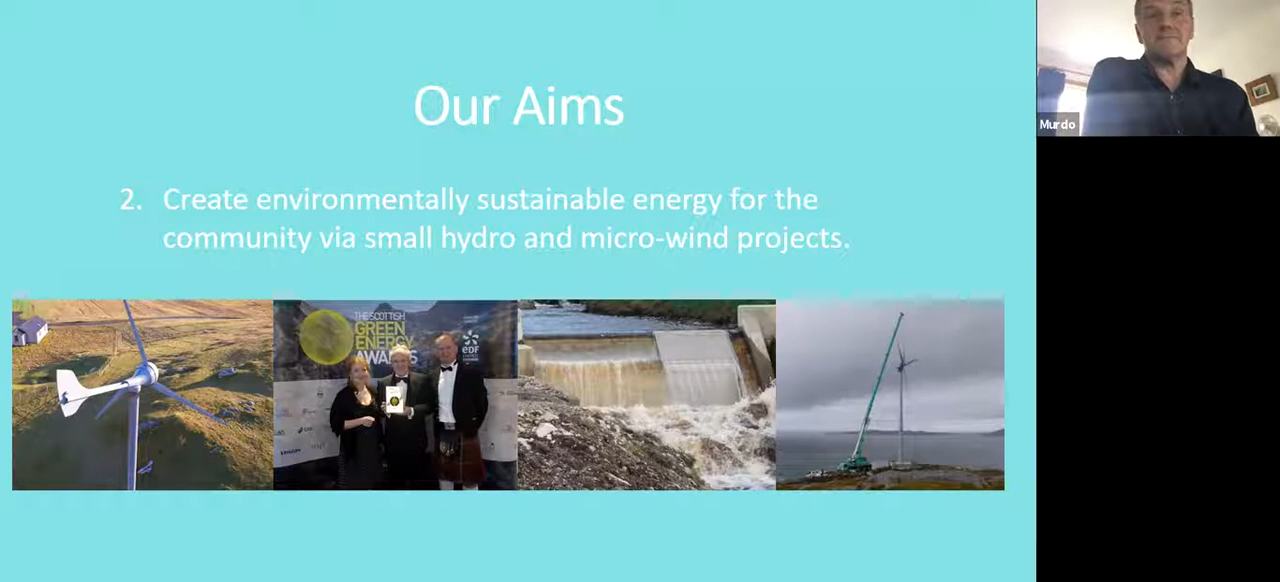 Our Aims
2. Create environmentally sustainable energy for the
community via small hydro and micro-wind projects.
THE SCOTTISH
GREEN
ENERGY
AWARDS
eDF
Murdo